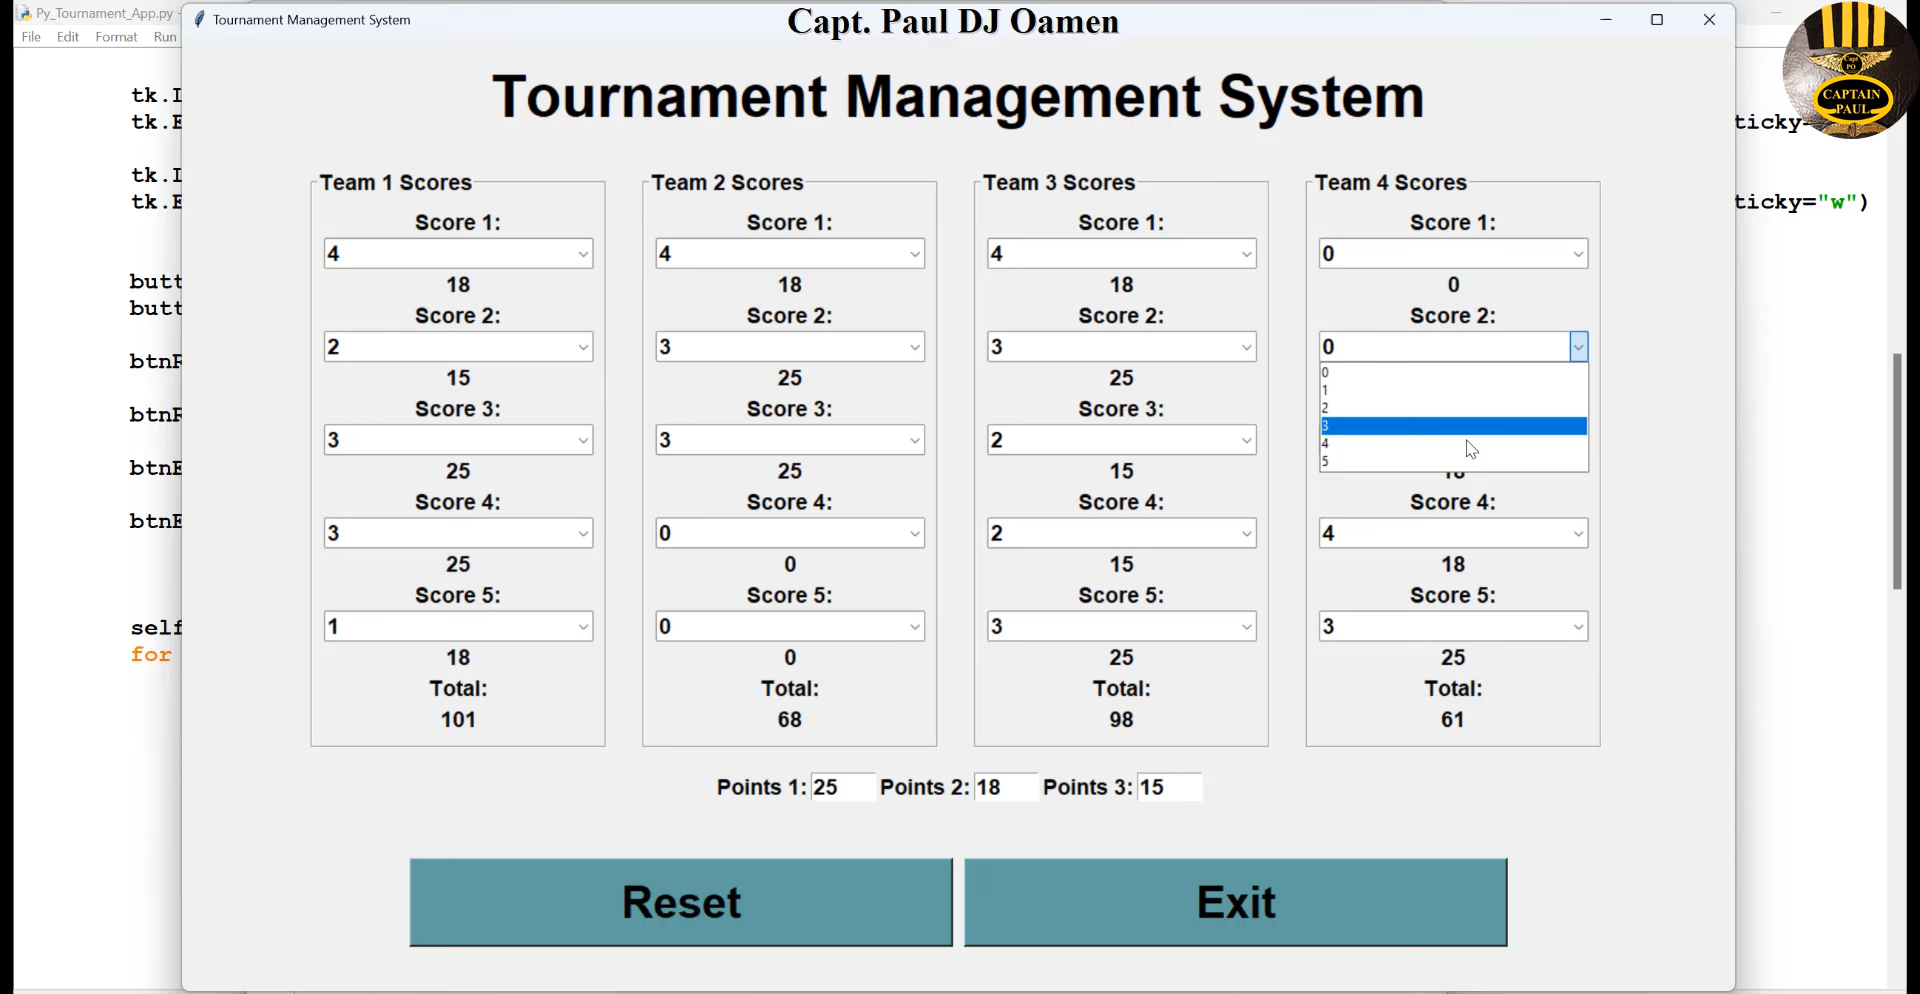 Py_Tournament_App.py
Tournament Management System
Capt. Paul DJ Oamen
File Edit Format Run
Capt
PO
CAPTAIN
PAUL
Tournament Management System
tk.
tk.
ticky=
tk.
tk.
ticky="w")
butt
butt
btn
btn
btn
btn
self
for
Team 1 Scores
Score 1:
4
18
Score 2:
2
15
Score 3:
3
25
Score 4:
3
25
Score 5:
1
18
Total:
101
Team 2 Scores
Score 1:
4
18
Score 2:
3
25
Score 3:
3
25
Score 4:
0
0
Score 5:
0
0
Total:
68
Team 3 Scores
Score 1:
4
18
Score 2:
3
25
Score 3:
2
15
Score 4:
2
15
Score 5:
3
25
Total:
98
Team 4 Scores
Score 1:
0
0
Score 2:
0
0
1
2
3
4
5
Score 4:
4
18
Score 5:
3
25
Total:
61
Points 1: 25 Points 2: 18 Points 3: 15
Reset
Exit